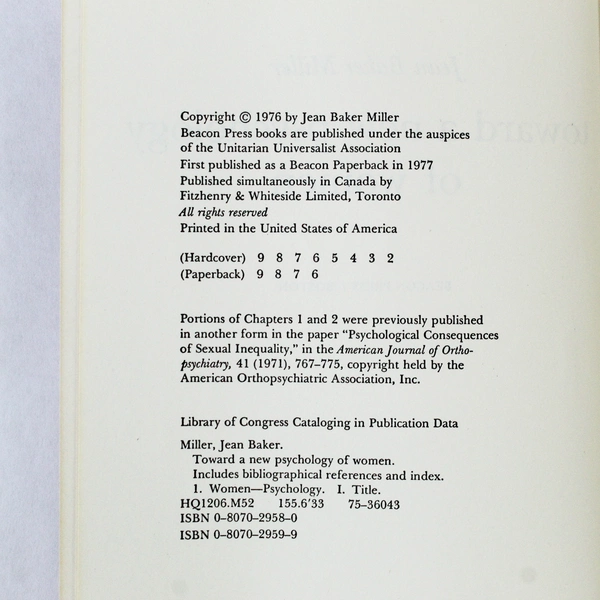 Copyright © 1976 by Jean Baker Miller
Beacon Press books are published under the auspices
of the Unitarian Universalist Association
First published as a Beacon Paperback in 1977
Published simultaneously in Canada by
Fitzhenry & Whiteside Limited, Toronto
All rights reserved
Printed in the United States of America
(Hardcover) 9 8 7 6 5 4 3 2
(Paperback) 9 8 7 6
Portions of Chapters 1 and 2 were previously published
in another form in the paper “Psychological Consequences
of Sexual Inequality,” in the American Journal of Ortho-
psychiatry, 41 (1971), 767–775, copyright held by the
American Orthopsychiatric Association, Inc.
Library of Congress Cataloging in Publication Data
Miller, Jean Baker.
Toward a new psychology of women.
Includes bibliographical references and index.
1. Women—Psychology. I. Title.
HQ1206.M52 155.6'33 75–36043
ISBN 0–8070–2958–0
ISBN 0–8070–2959–9